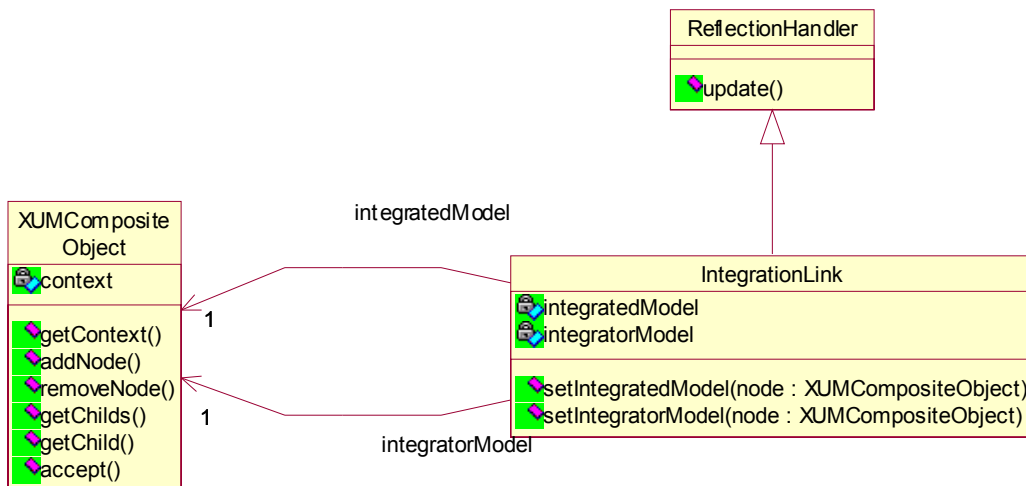 ReflectionHandler
update()
integratedModel
XUMComposite
Object
context
getContext()
addNode()
removeNode()
getChilds()
getChild()
accept()
1
1
integratorModel
IntegrationLink
integratedModel
integratorModel
setIntegratedModel(node : XUMCompositeObject)
setIntegratorModel(node : XUMCompositeObject)